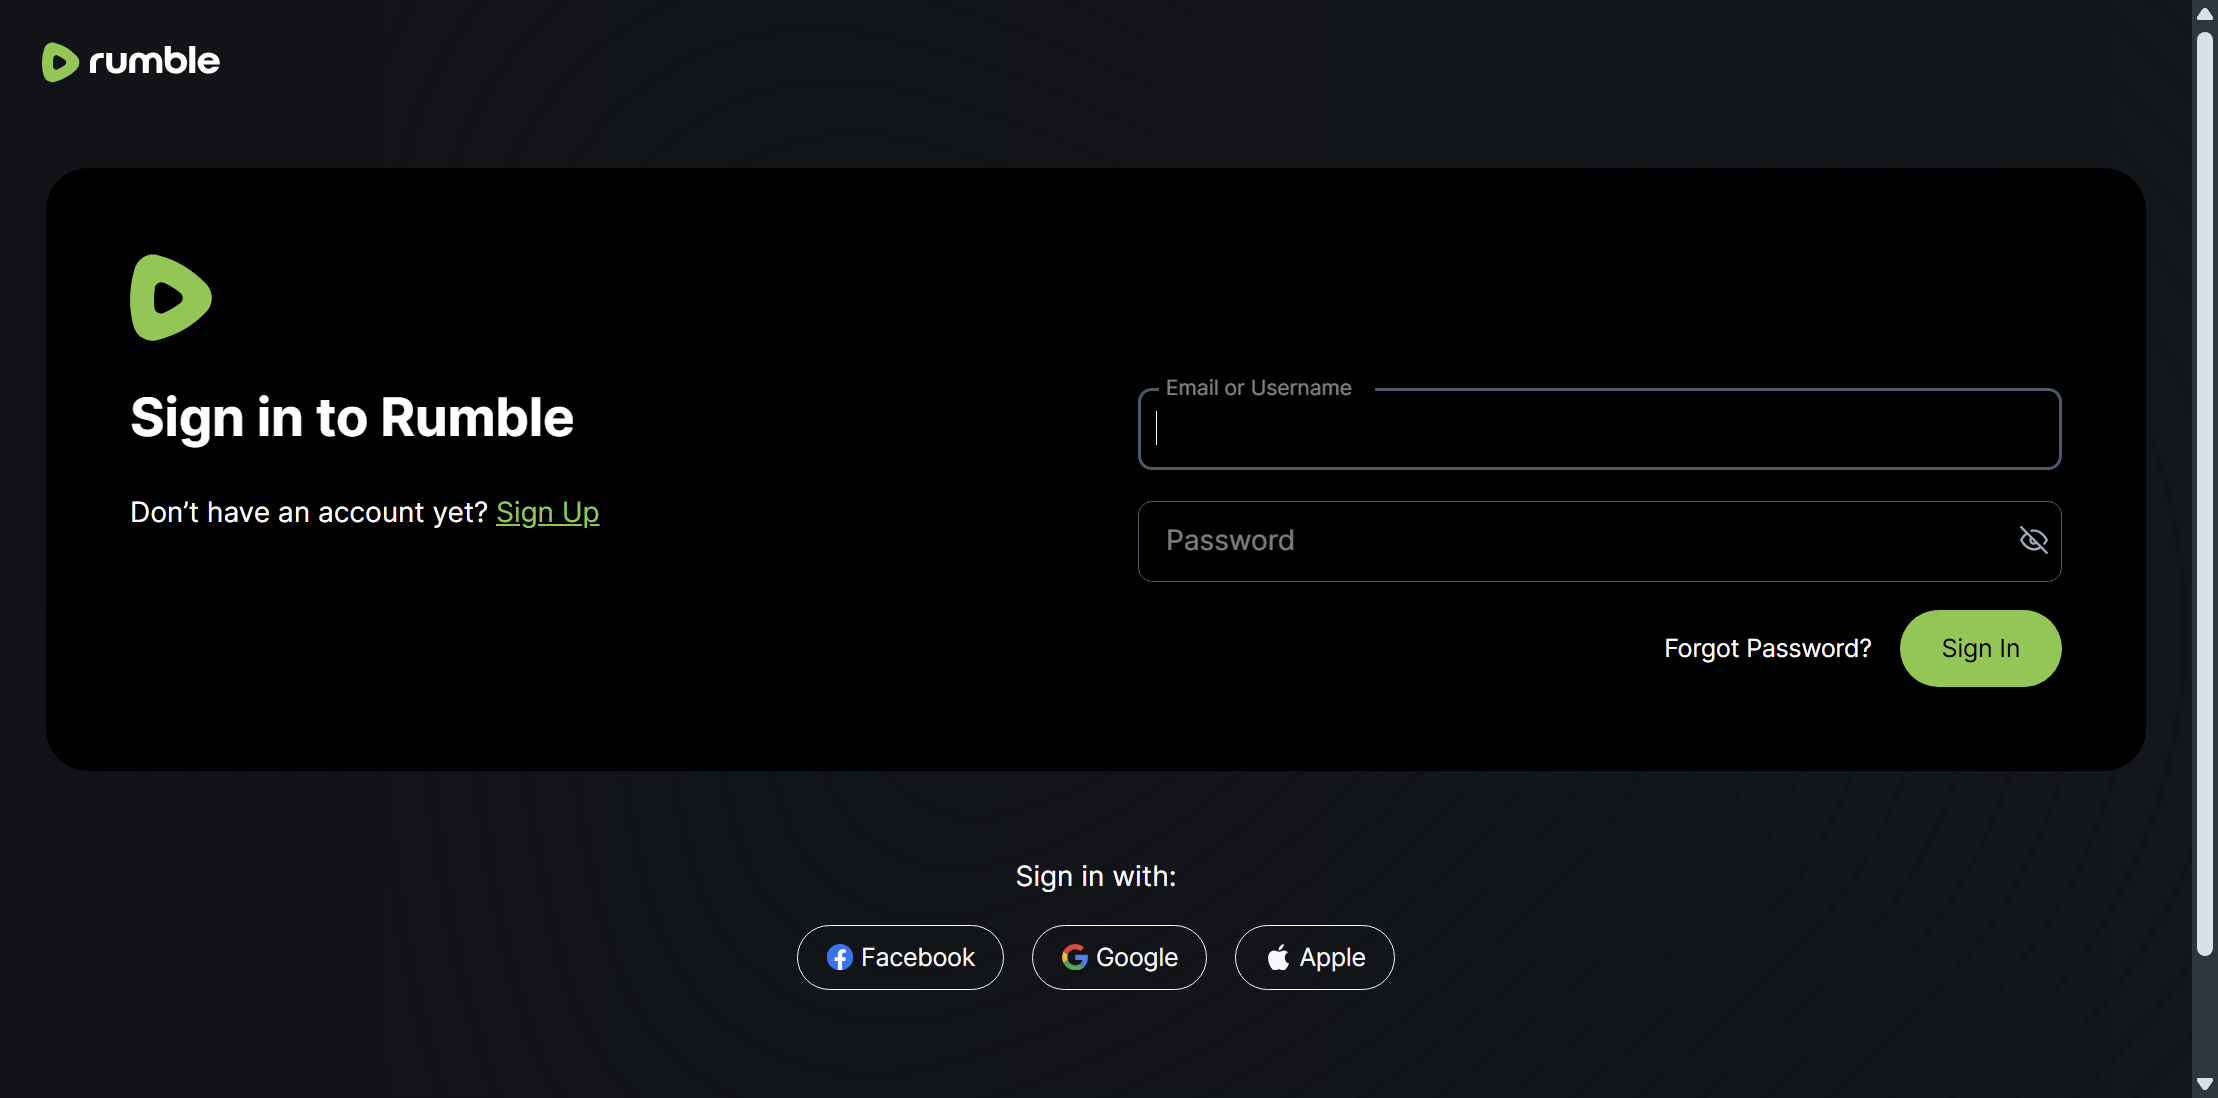 rumble
Sign in to Rumble
Don’t have an account yet? Sign Up
Email or Username
Password
Forgot Password?
Sign In
Sign in with:
Facebook
Google
Apple